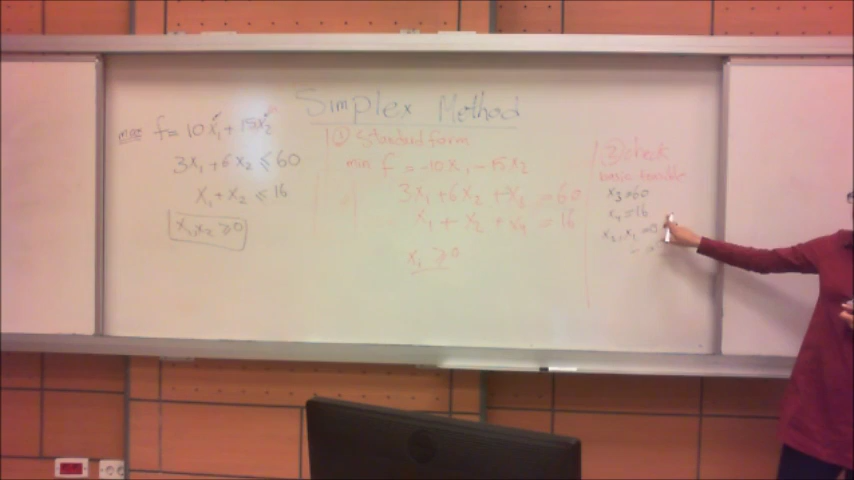 Simplex Method
max f = 10x₁ + 15x₂
3x₁ + 6x₂ ≤ 60
x₁ + x₂ ≤ 16
x₁, x₂ ≥ 0
① Standard form
min f = -10x₁ - 15x₂
3x₁ + 6x₂ + x₃ = 60
x₁ + x₂ + x₄ = 16
xᵢ ≥ 0
② check
basic feasible
x₃ = 60
x₄ = 16
x₂, x₁ = 0